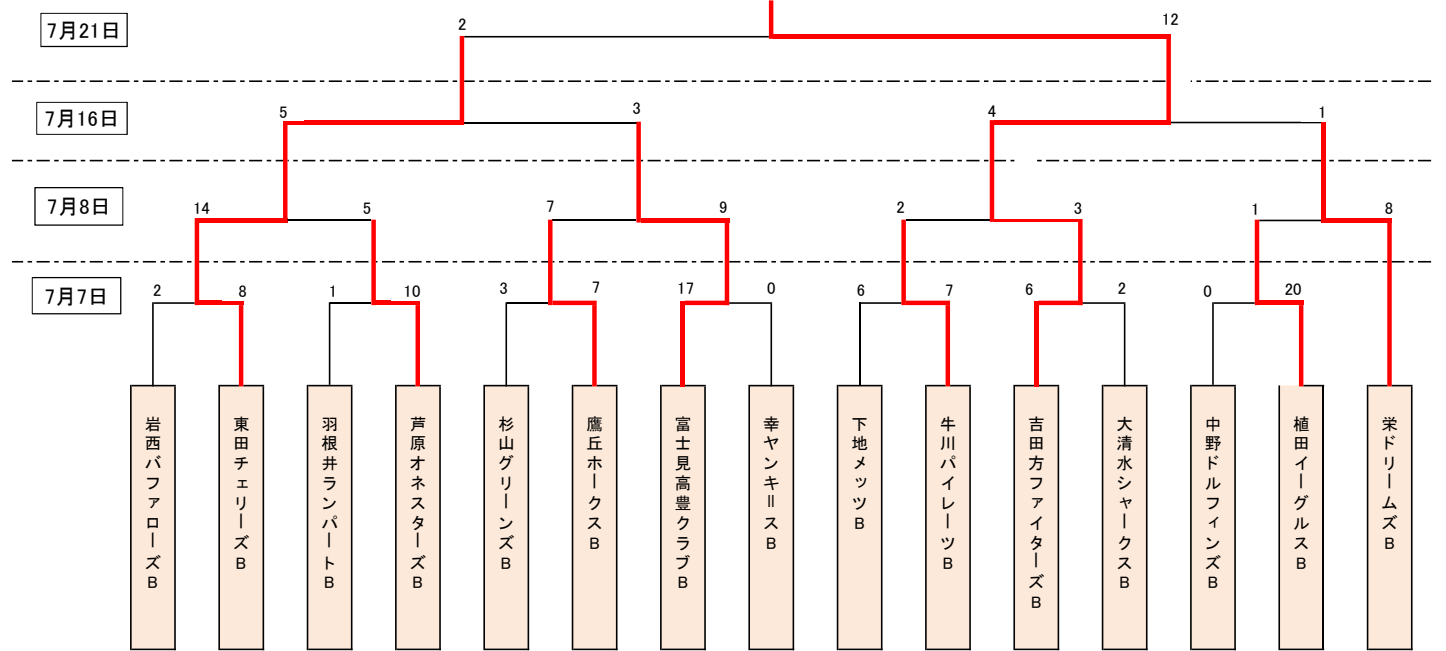 7月21日
2
12
7月16日
5
3
4
1
7月8日
14
5
7
9
2
3
1
8
7月7日
2
8
1
10
3
7
17
0
6
7
6
2
0
20
岩西バファローズB
東田チェリーズB
羽根井ランパートB
芦原オネスターズB
杉山グリーンズB
鷹丘ホークスB
富士見高豊クラブB
幸ヤンキースB
下地メッツB
牛川パイレーツB
吉田方ファイターズB
大清水シャークスB
中野ドルフィンズB
植田イーグルスB
栄ドリームズB